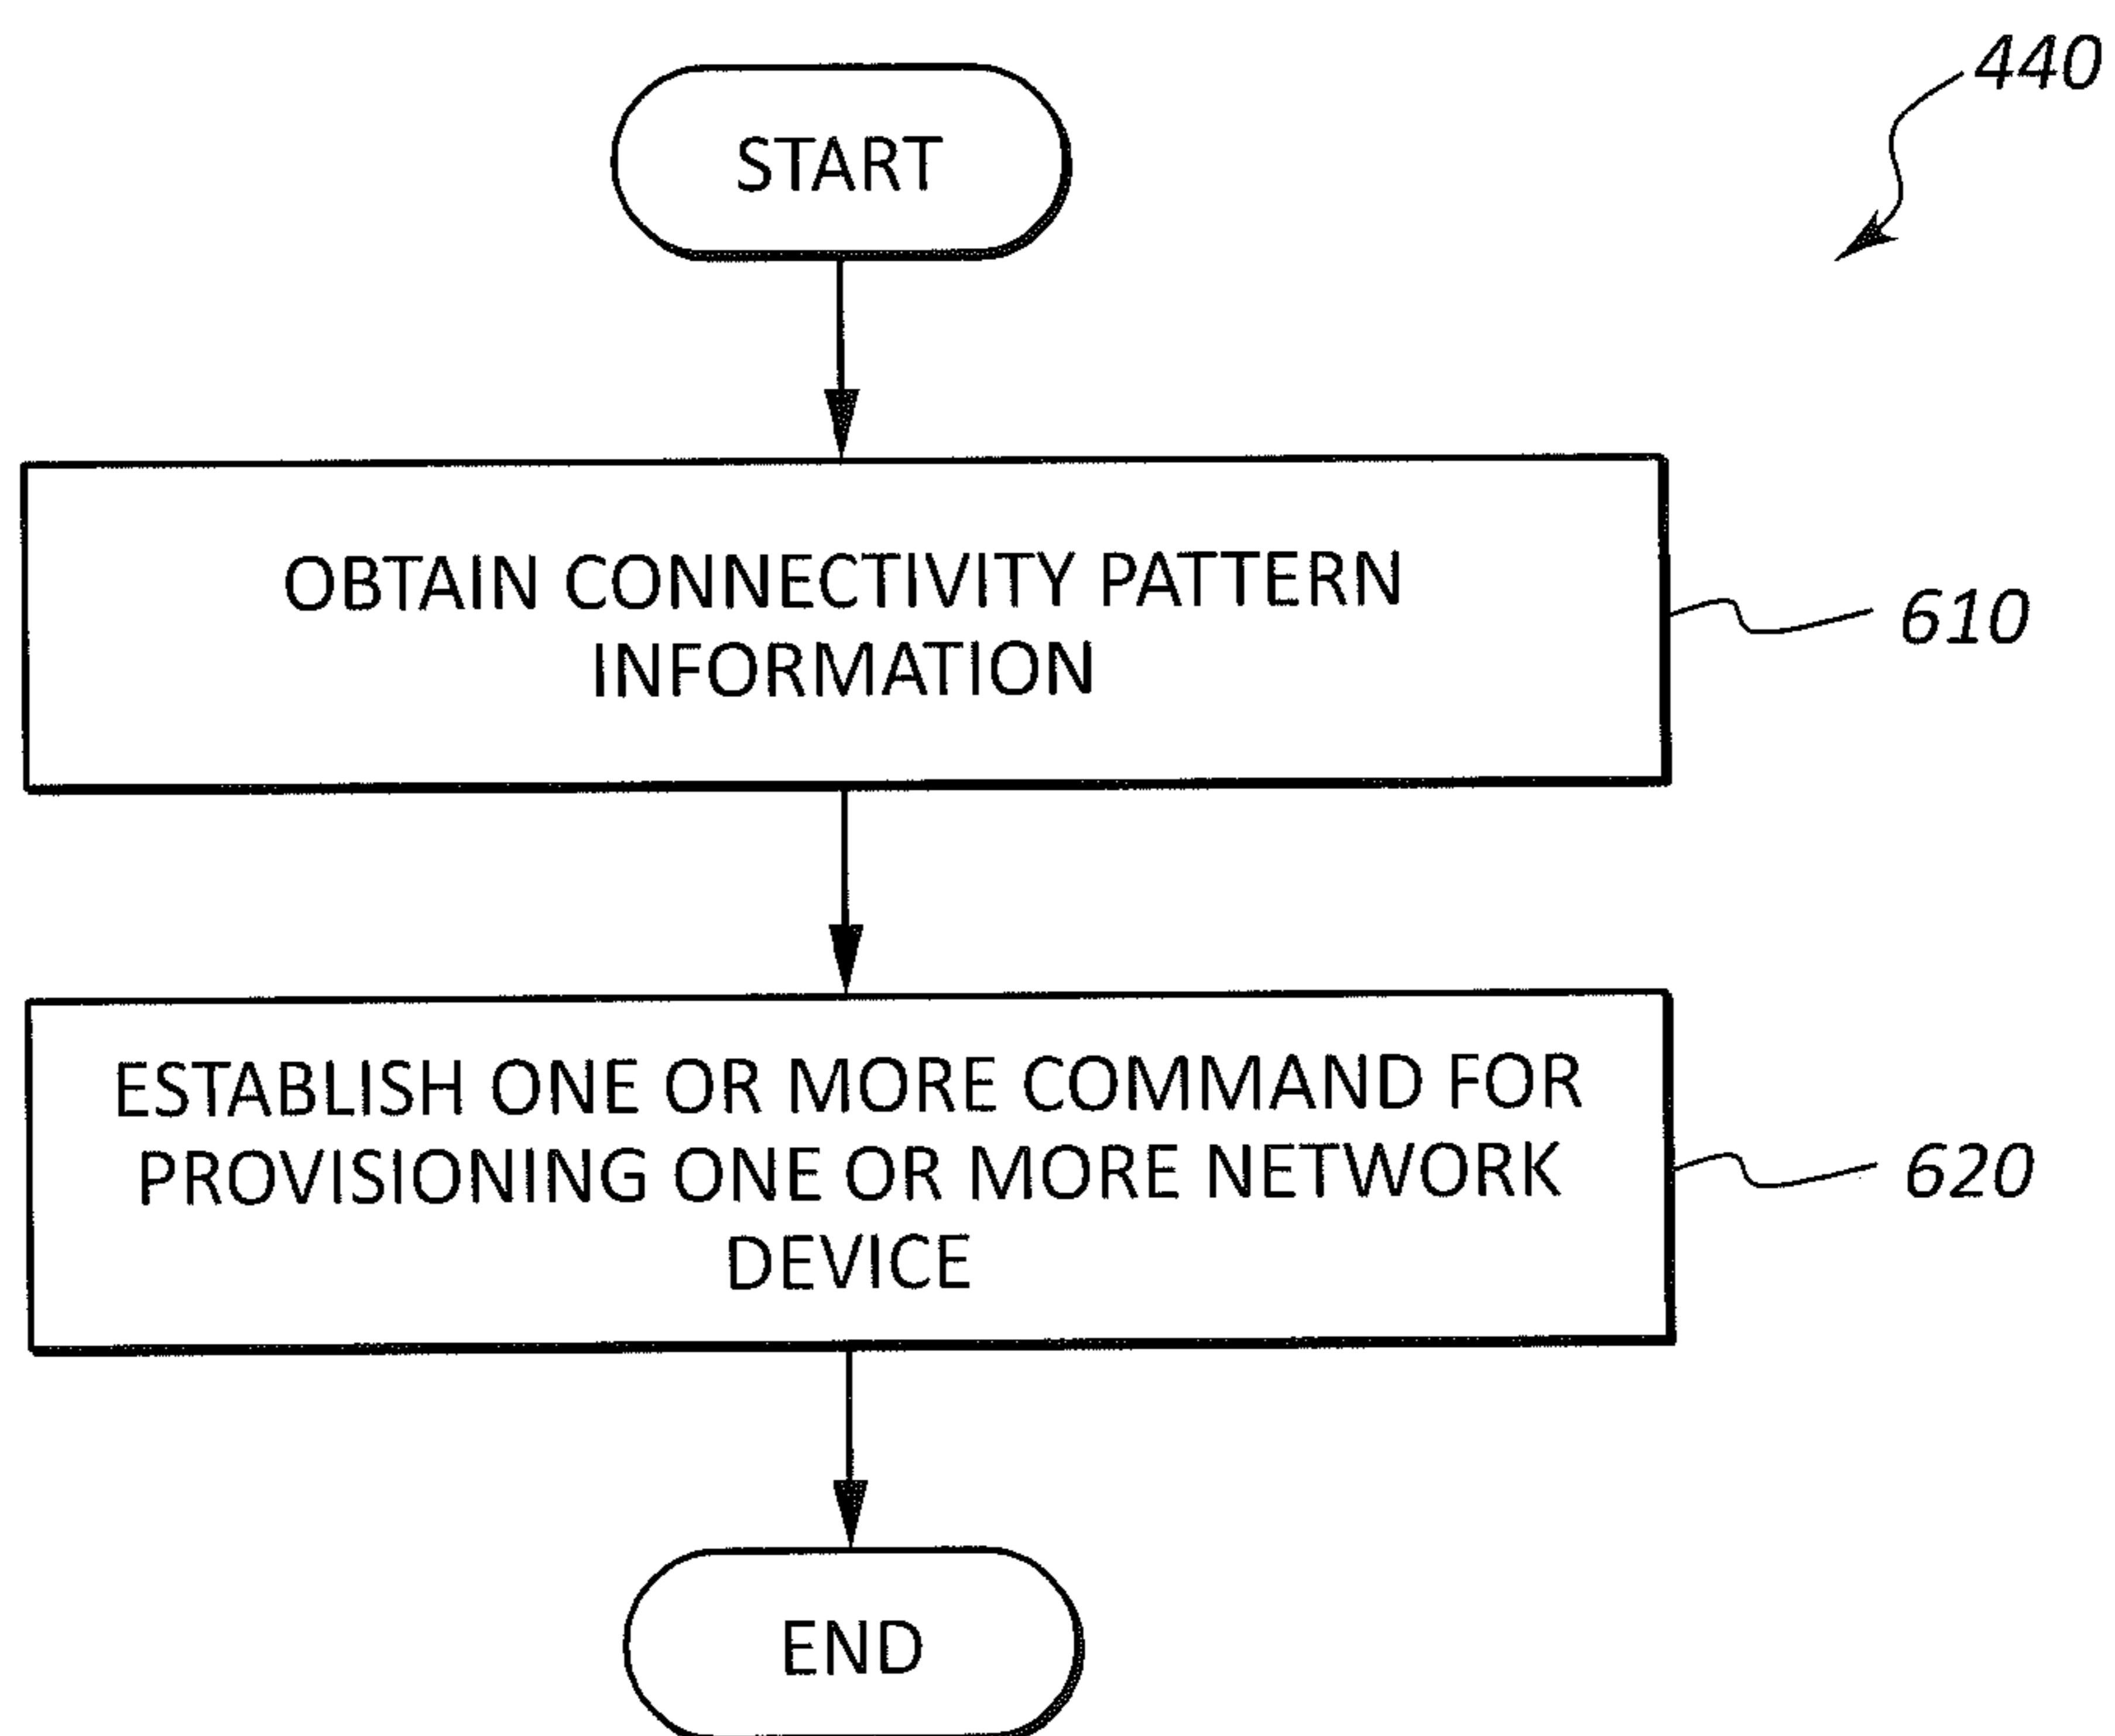 440
START
OBTAIN CONNECTIVITY PATTERN
INFORMATION
610
ESTABLISH ONE OR MORE COMMAND FOR
PROVISIONING ONE OR MORE NETWORK
DEVICE
620
END